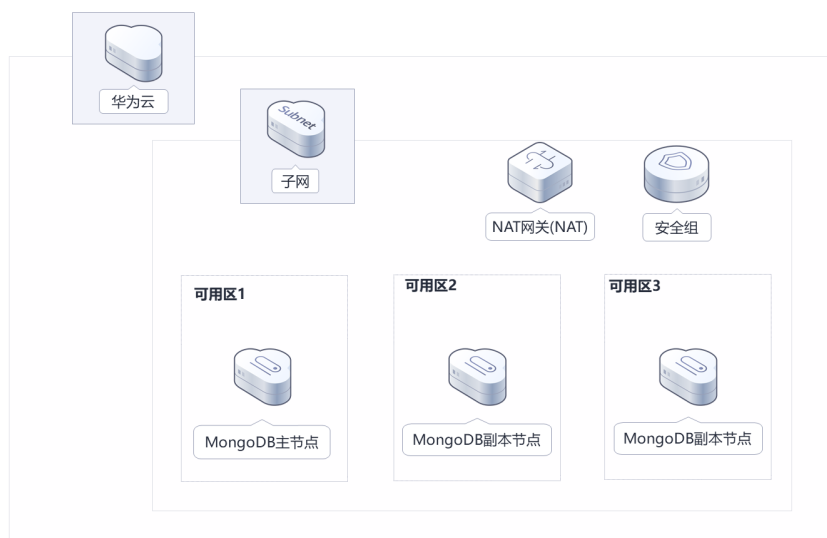 华为云
Subnet
子网
NAT网关(NAT)
安全组
可用区1
可用区2
可用区3
MongoDB主节点
MongoDB副本节点
MongoDB副本节点